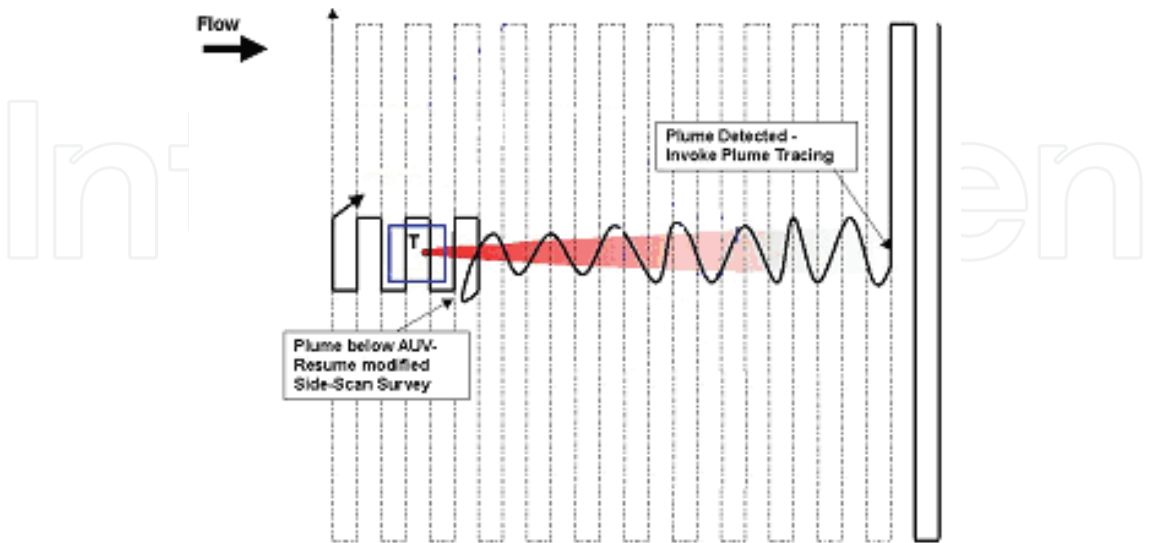 Flow
Plume Detected -
Invoke Plume Tracing
T
Plume below AUV-
Resume modified
Side-Scan Survey